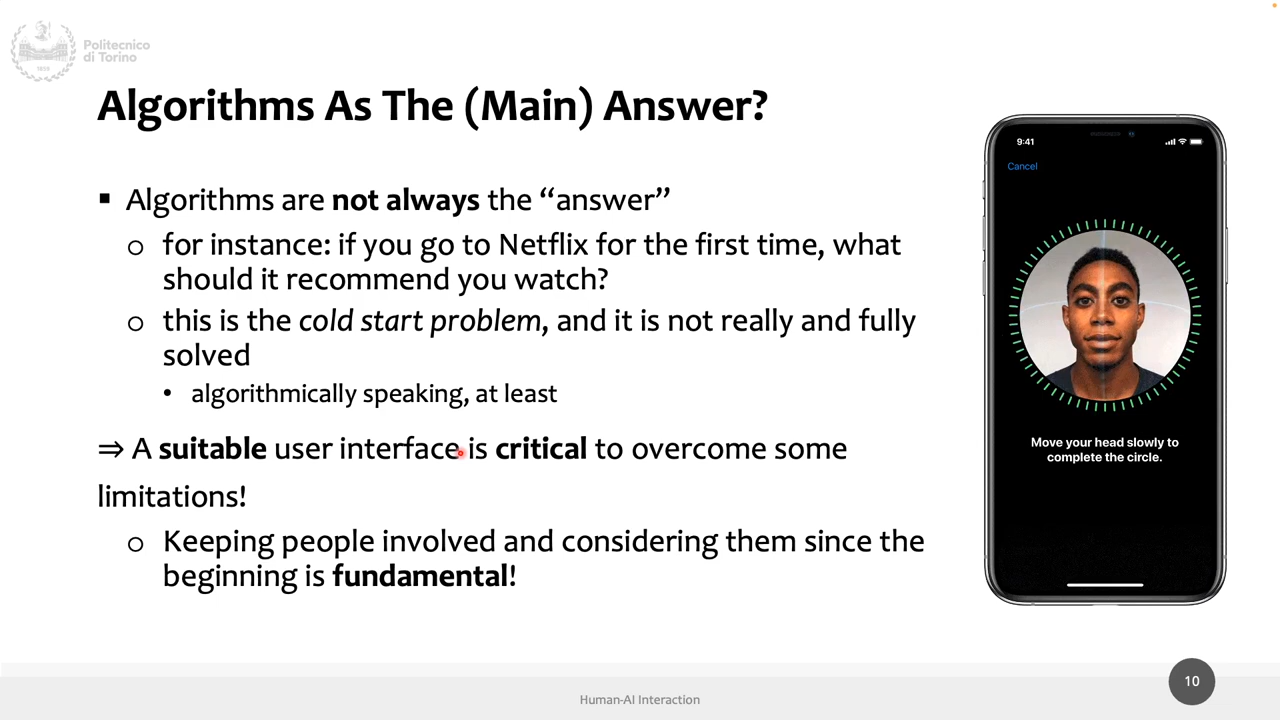 Politecnico
di Torino
1859
Algorithms As The (Main) Answer?
▪ Algorithms are not always the “answer”
o for instance: if you go to Netflix for the first time, what
should it recommend you watch?
o this is the cold start problem, and it is not really and fully
solved
• algorithmically speaking, at least
⇒ A suitable user interface is critical to overcome some
limitations!
o Keeping people involved and considering them since the
beginning is fundamental!
9:41
Cancel
Move your head slowly to
complete the circle.
Human-AI Interaction
10